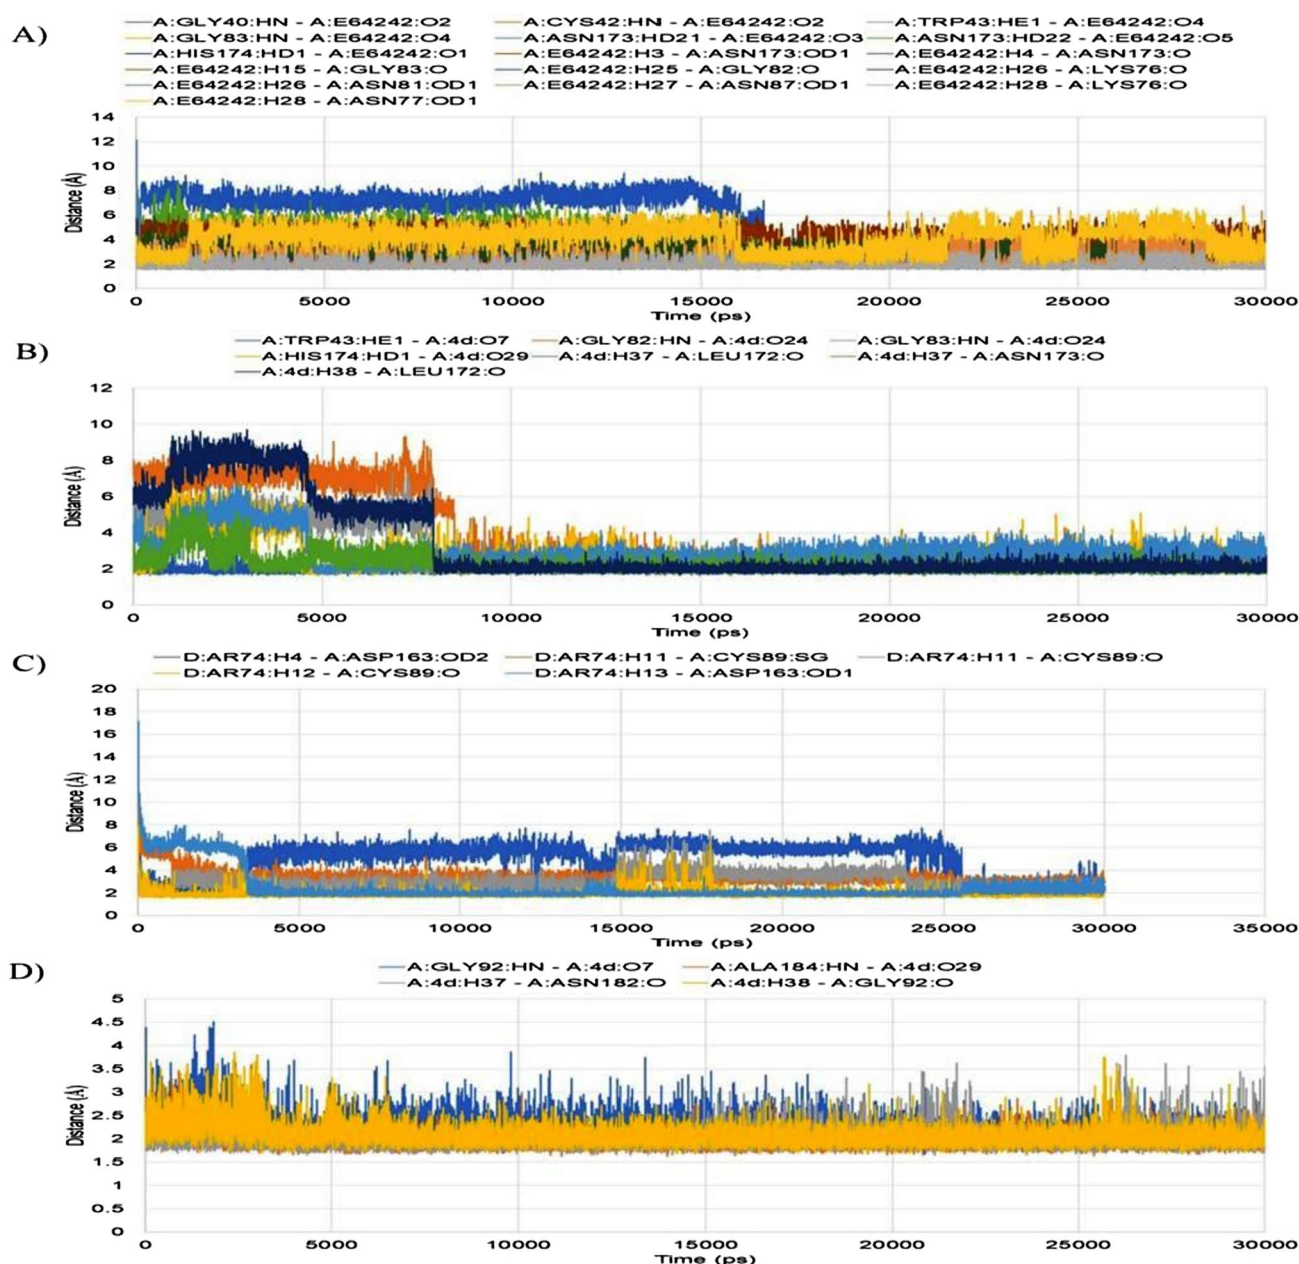 A)
A:GLY40:HN - A:E64242:O2 A:CYS42:HN - A:E64242:O2 A:TRP43:HE1 - A:E64242:O4
A:GLY83:HN - A:E64242:O4 A:ASN173:HD21 - A:E64242:O3 A:ASN173:HD22 - A:E64242:O5
A:HIS174:HD1 - A:E64242:O1 A:E64242:H3 - A:ASN173:OD1 A:E64242:H4 - A:ASN173:O
A:E64242:H15 - A:GLY83:O A:E64242:H25 - A:GLY82:O A:E64242:H26 - A:LYS76:O
A:E64242:H26 - A:ASN81:OD1 A:E64242:H27 - A:ASN87:OD1 A:E64242:H28 - A:LYS76:O
A:E64242:H28 - A:ASN77:OD1
14
12
10
8
6
4
2
0
Distance (Å)
0 5000 10000 15000 20000 25000 30000
Time (ps)
B)
A:TRP43:HE1 - A:4d:O7 A:GLY82:HN - A:4d:O24 A:GLY83:HN - A:4d:O24
A:HIS174:HD1 - A:4d:O29 A:4d:H37 - A:LEU172:O A:4d:H37 - A:ASN173:O
A:4d:H38 - A:LEU172:O
12
10
8
6
4
2
0
Distance (Å)
0 5000 10000 15000 20000 25000 30000
Time (ps)
C)
D:AR74:H4 - A:ASP163:OD2 D:AR74:H11 - A:CYS89:SG D:AR74:H11 - A:CYS89:O
D:AR74:H12 - A:CYS89:O D:AR74:H13 - A:ASP163:OD1
20
18
16
14
12
10
8
6
4
2
0
Distance (Å)
0 5000 10000 15000 20000 25000 30000 35000
Time (ps)
D)
A:GLY92:HN - A:4d:O7 A:ALA184:HN - A:4d:O29
A:4d:H37 - A:ASN182:O A:4d:H38 - A:GLY92:O
5
4.5
4
3.5
3
2.5
2
1.5
1
0.5
0
Distance (Å)
0 5000 10000 15000 20000 25000 30000
Time (ps)